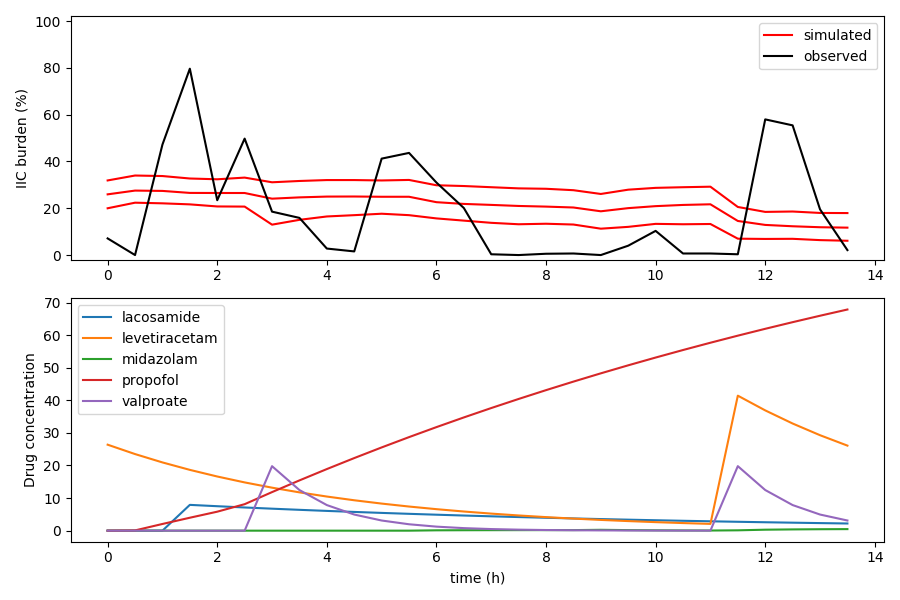 100
80
60
40
20
0
IIC burden (%)
simulated
observed
0 2 4 6 8 10 12 14
70
60
50
40
30
20
10
0
Drug concentration
lacosamide
levetiracetam
midazolam
propofol
valproate
0 2 4 6 8 10 12 14
time (h)